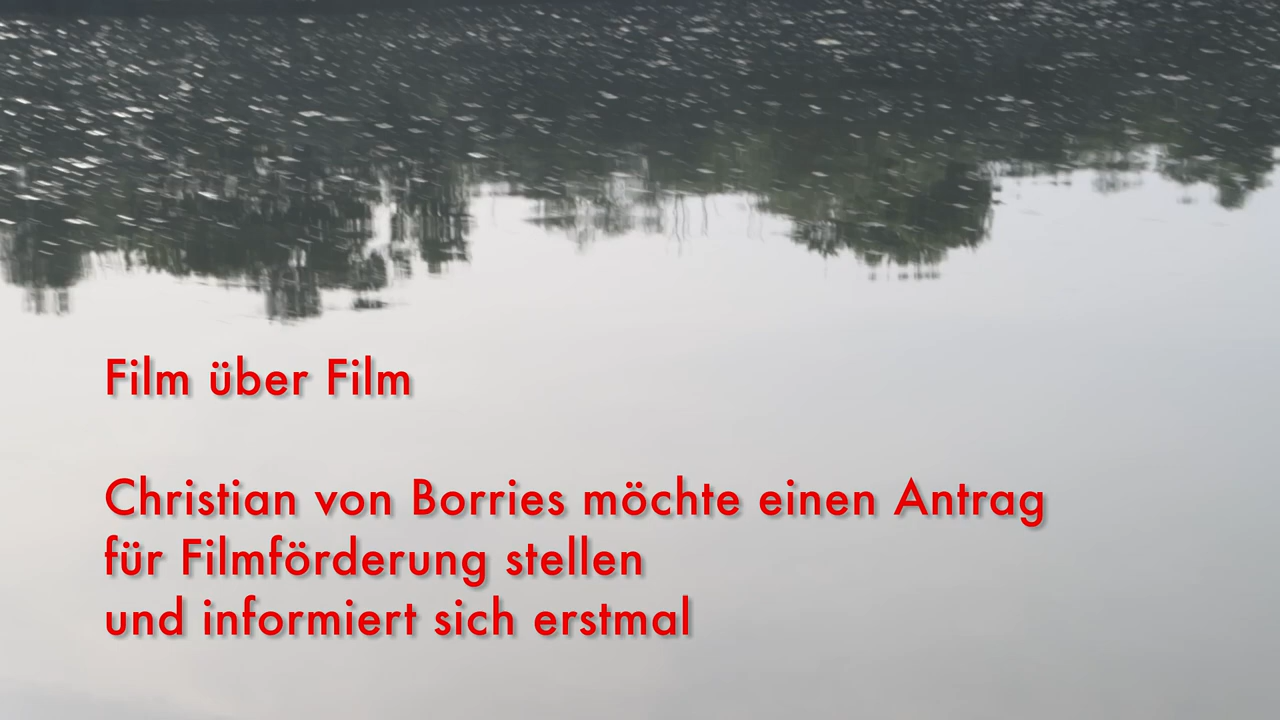 Film über Film
Christian von Borries möchte einen Antrag
für Filmförderung stellen
und informiert sich erstmal